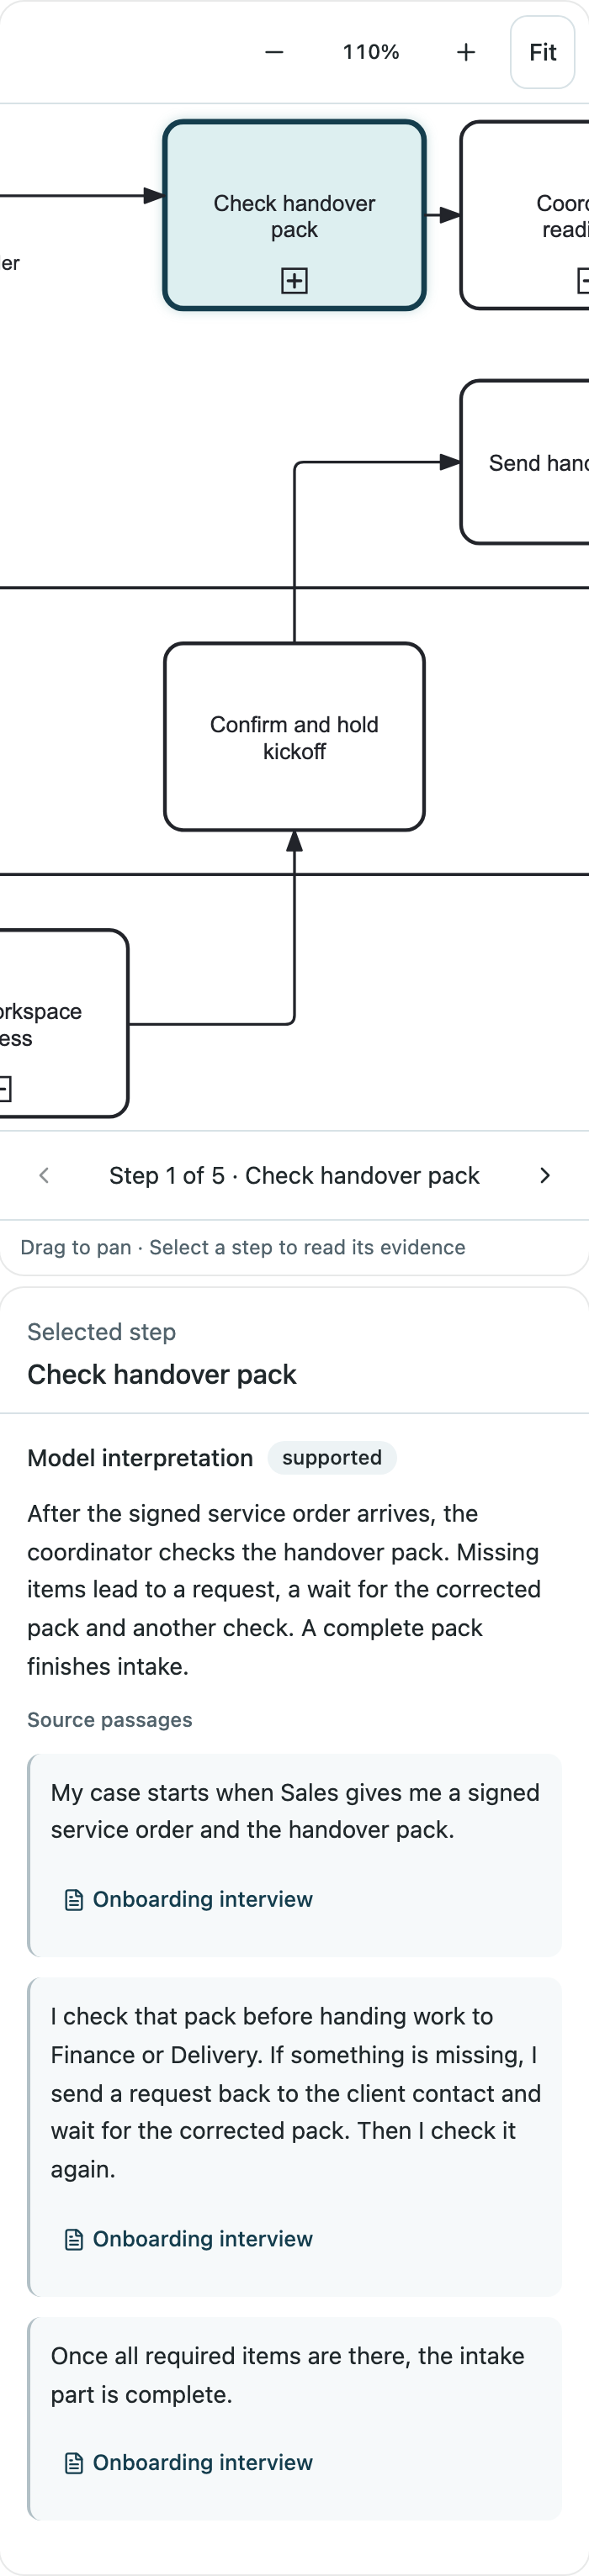 − 110% + Fit
Check handover
pack
er
Confirm and hold
kickoff
Step 1 of 5 · Check handover pack
Drag to pan · Select a step to read its evidence
Selected step
Check handover pack
Model interpretation supported
After the signed service order arrives, the
coordinator checks the handover pack. Missing
items lead to a request, a wait for the corrected
pack and another check. A complete pack
finishes intake.
Source passages
My case starts when Sales gives me a signed
service order and the handover pack.
Onboarding interview
I check that pack before handing work to
Finance or Delivery. If something is missing, I
send a request back to the client contact and
wait for the corrected pack. Then I check it
again.
Onboarding interview
Once all required items are there, the intake
part is complete.
Onboarding interview